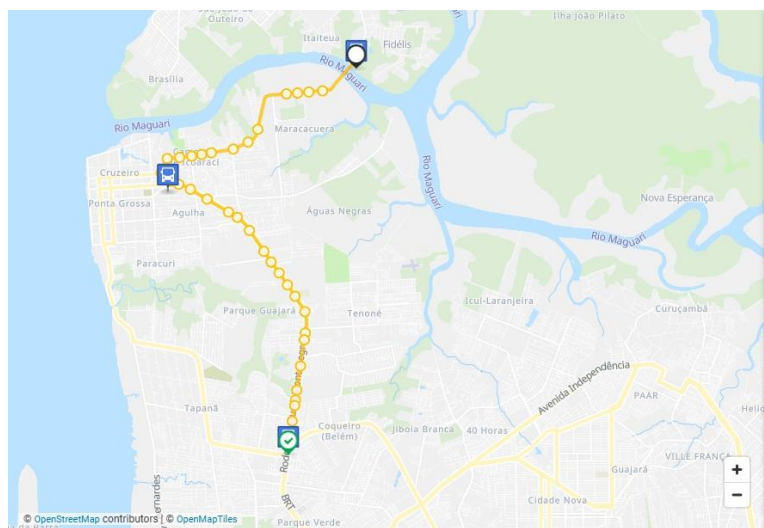 Outeiro
Ilha João Pilato
Itaiteua
Fidélis
Brasília
Rio Maguari
Rio Maguari
Maracacuera
Cruzeiro
Rio Maguari
Ponta Grossa
Agulha
Águas Negras
Nova Esperança
Rio Maguari
Paracuri
Icuí-Laranjeira
Curuçambá
Parque Guajará
Tenoné
Avenida Independência
PAAR
Tapanã
Coqueiro
(Belém)
Jiboia Branca
40 Horas
VILLE FRANÇA
Guajará
BRT
Cidade Nova
Parque Verde
+
−
© OpenStreetMap contributors | © OpenMapTiles